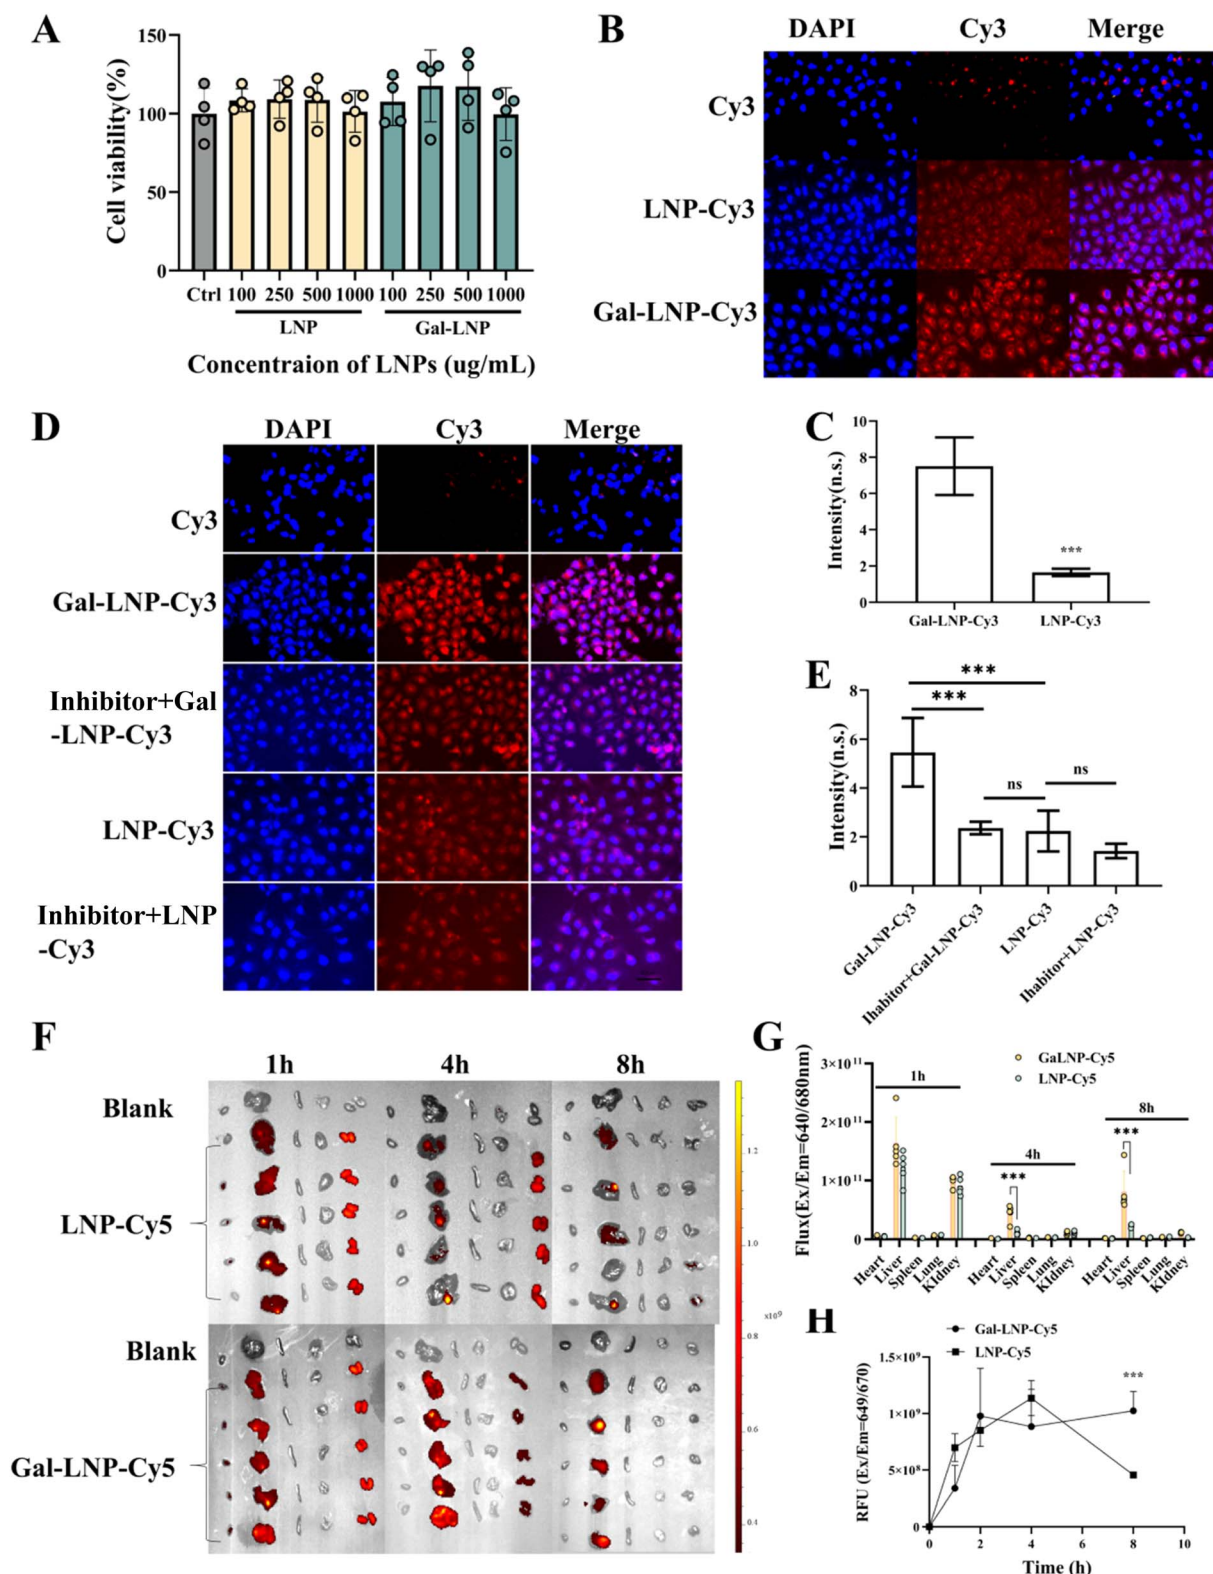 A
150
100
50
0
Cell viability(%)
Ctrl 100 250 500 1000 100 250 500 1000
LNP Gal-LNP
Concentraion of LNPs (ug/mL)
B
DAPI Cy3 Merge
Cy3
LNP-Cy3
Gal-LNP-Cy3
D
DAPI Cy3 Merge
Cy3
Gal-LNP-Cy3
Inhibitor+Gal
-LNP-Cy3
LNP-Cy3
Inhibitor+LNP
-Cy3
C
10
8
6
4
2
0
Intensity(n.s.)
***
Gal-LNP-Cy3 LNP-Cy3
E
8
6
4
2
0
Intensity(n.s.)
***
***
ns
ns
Gal-LNP-Cy3
Ihabitor+Gal-LNP-Cy3
LNP-Cy3
Ihabitor+LNP-Cy3
F
1h 4h 8h
Blank
LNP-Cy5
Blank
Gal-LNP-Cy5
1.2
1.0
x10⁹
0.8
0.6
0.4
G
3×10¹¹
2×10¹¹
1×10¹¹
0
Flux(Ex/Em=640/680nm)
GaLNP-Cy5
LNP-Cy5
1h
4h
8h
***
***
Heart Liver Spleen Lung KIdney Heart Liver Spleen Lung KIdney Heart Liver Spleen Lung KIdney
H
Gal-LNP-Cy5
LNP-Cy5
1.5×10⁹
1×10⁹
5×10⁸
0
RFU (Ex/Em=649/670)
***
0 2 4 6 8 10
Time (h)